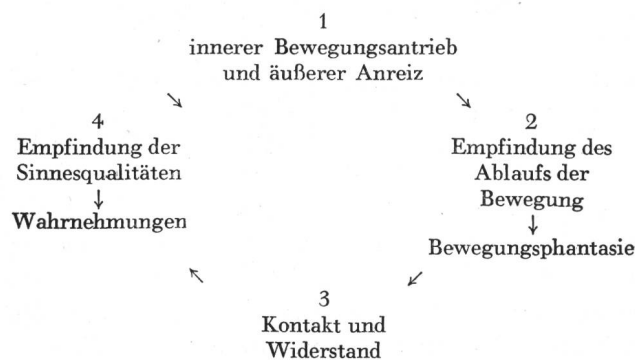 1
innerer Bewegungsantrieb
und äußerer Anreiz
↘ ↘
4
Empfindung der
Sinnesqualitäten
↓
Wahrnehmungen
2
Empfindung des
Ablaufs der
Bewegung
↓
Bewegungsphantasie
↖ ↙
3
Kontakt und
Widerstand